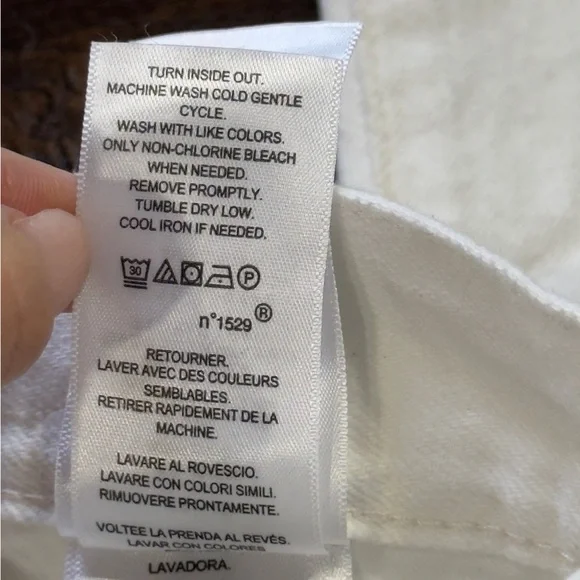 TURN INSIDE OUT.
MACHINE WASH COLD GENTLE
CYCLE.
WASH WITH LIKE COLORS.
ONLY NON-CHLORINE BLEACH
WHEN NEEDED.
REMOVE PROMPTLY.
TUMBLE DRY LOW.
COOL IRON IF NEEDED.
30 P
n°1529 ®
RETOURNER.
LAVER AVEC DES COULEURS
SEMBLABLES.
RETIRER RAPIDEMENT DE LA
MACHINE.
LAVARE AL ROVESCIO.
LAVARE CON COLORI SIMILI.
RIMUOVERE PRONTAMENTE.
VOLTEE LA PRENDA AL REVÉS.
LAVAR CON COLORES
LAVADORA.